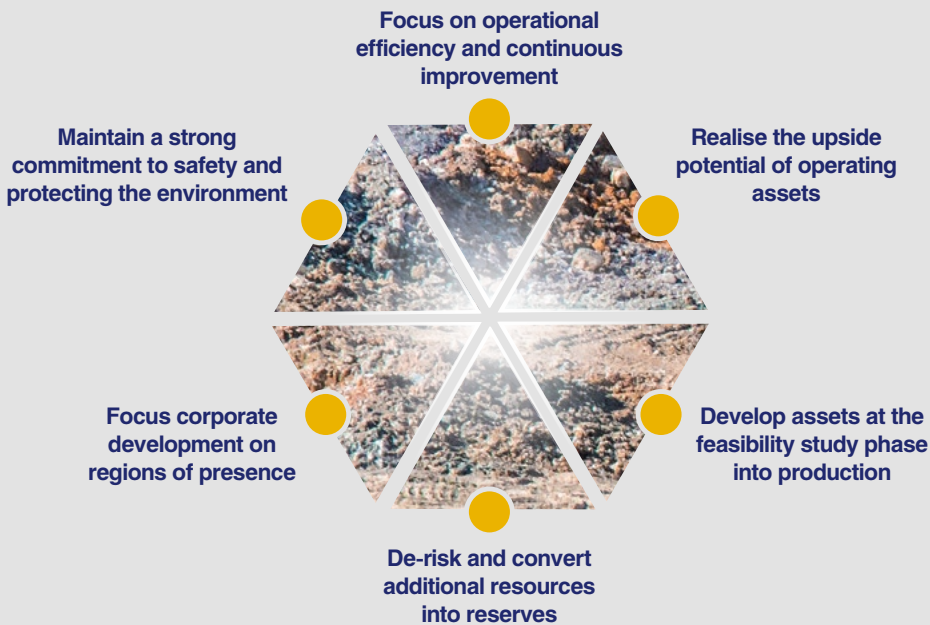 Focus on operational
efficiency and continuous
improvement
Maintain a strong
commitment to safety and
protecting the environment
Realise the upside
potential of operating
assets
Focus corporate
development on
regions of presence
Develop assets at the
feasibility study phase
into production
De-risk and convert
additional resources
into reserves